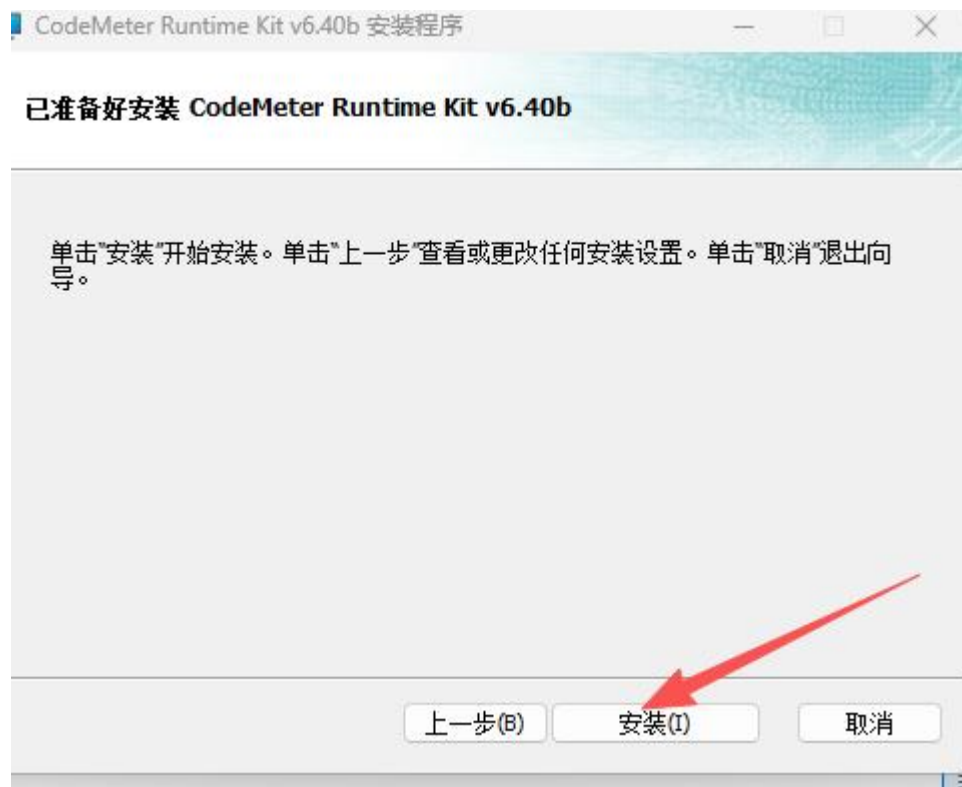 CodeMeter Runtime Kit v6.40b 安装程序
已准备好安装 CodeMeter Runtime Kit v6.40b
单击"安装"开始安装。单击"上一步"查看或更改任何安装设置。单击"取消"退出向
导。
上一步(B) 安装(I) 取消